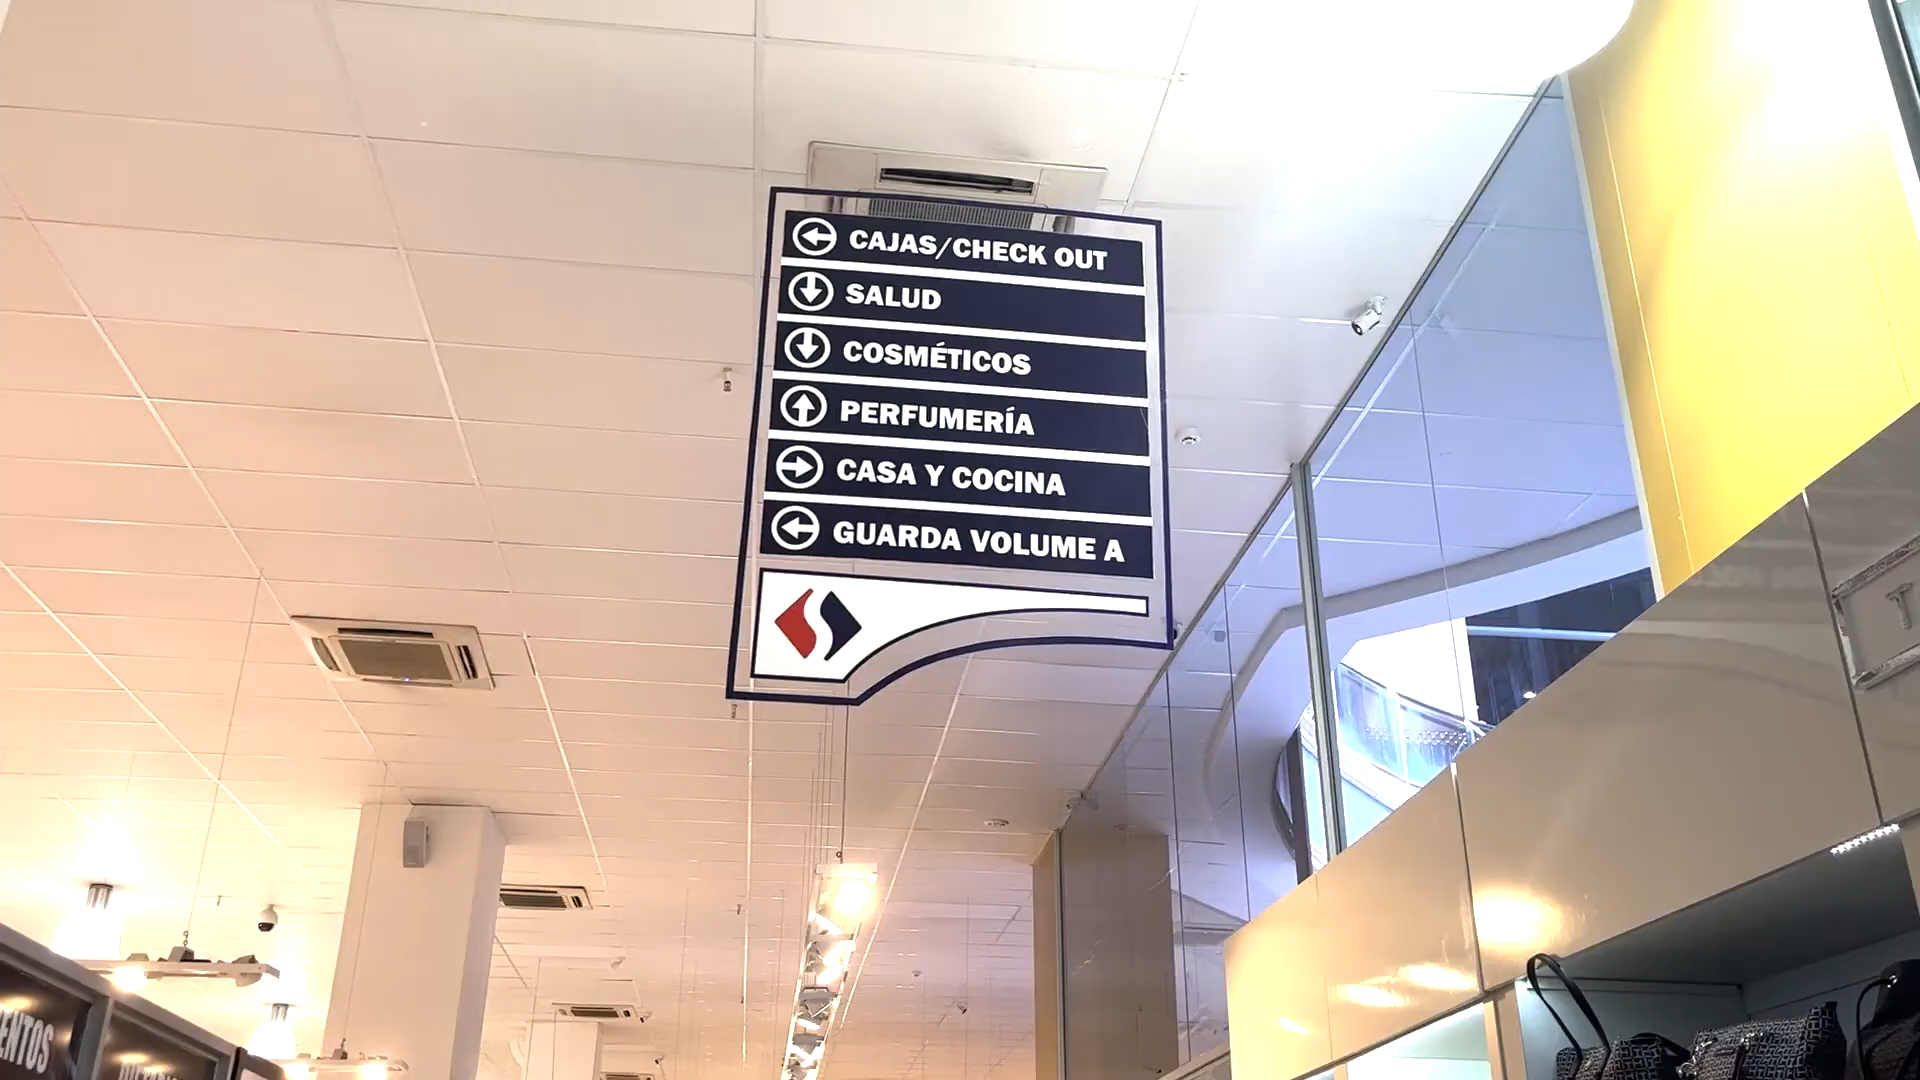 CAJAS/CHECK OUT
SALUD
COSMÉTICOS
PERFUMERÍA
CASA Y COCINA
GUARDA VOLUME A